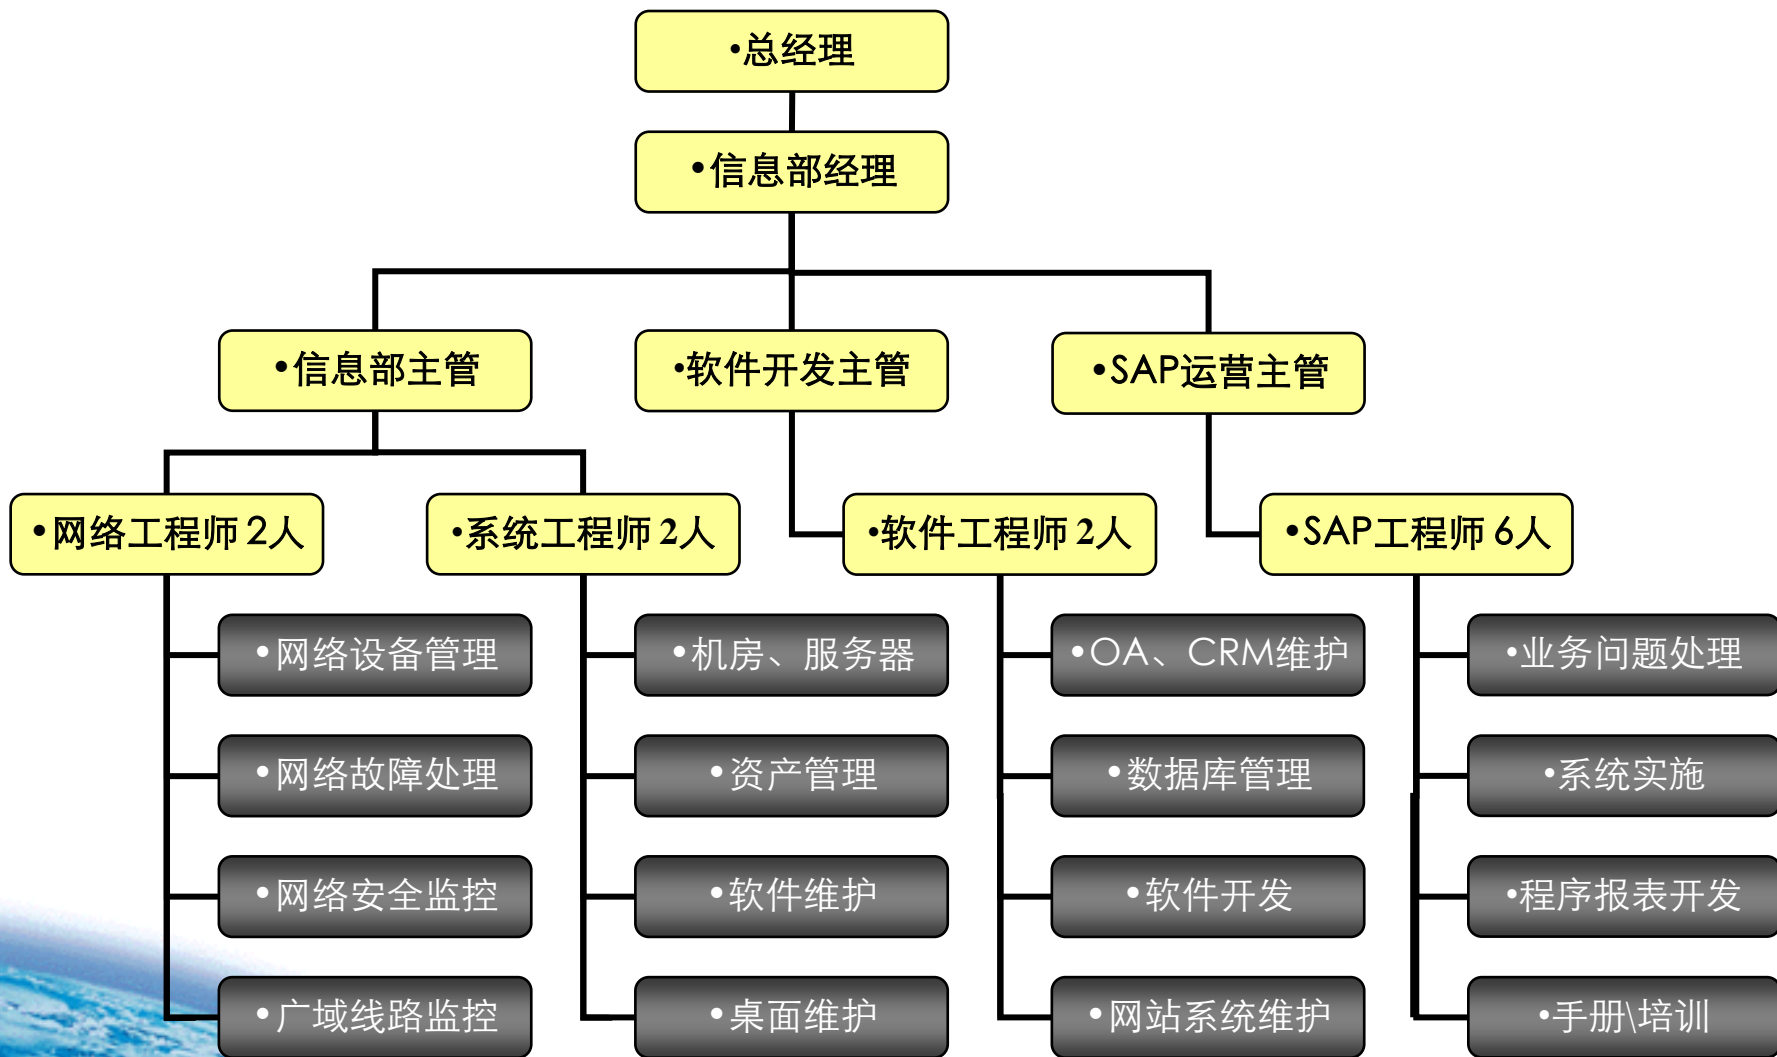 •总经理
•信息部经理
•信息部主管
•软件开发主管
•SAP运营主管
•网络工程师 2人
•系统工程师 2人
•软件工程师 2人
•SAP工程师 6人
•网络设备管理
•机房、服务器
•OA、CRM维护
•业务问题处理
•网络故障处理
•资产管理
•数据库管理
•系统实施
•网络安全监控
•软件维护
•软件开发
•程序报表开发
•广域线路监控
•桌面维护
•网站系统维护
•手册\培训